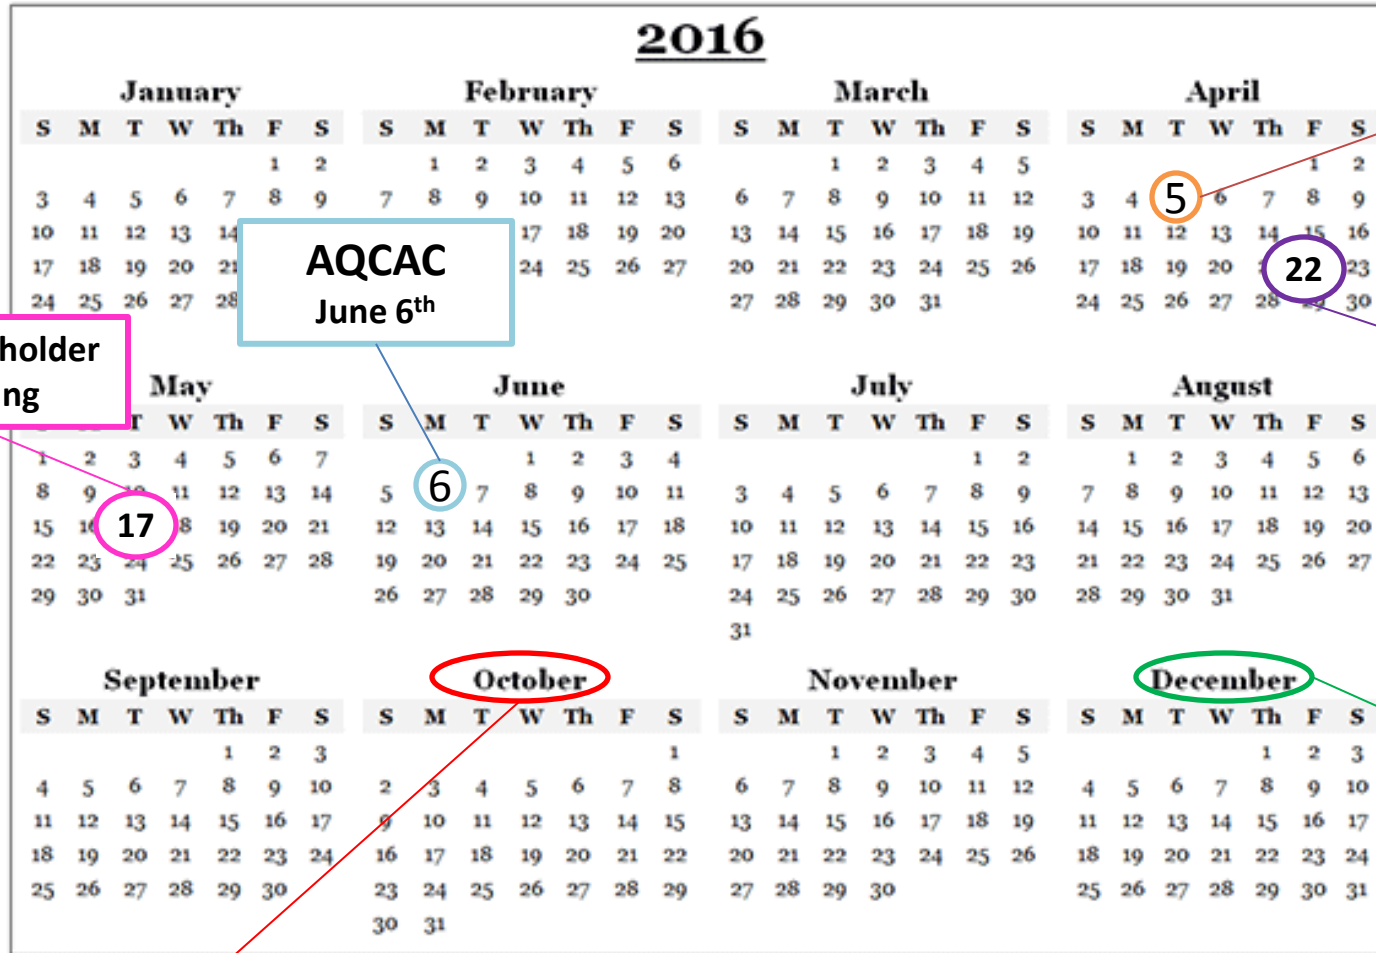 2016
January February March April
S M T W Th F S S M T W Th F S S M T W Th F S S M T W Th F S
1 2 1 2 3 4 5 6 1 2 3 4 5 1 2
3 4 5 6 7 8 9 7 8 9 10 11 12 13 6 7 8 9 10 11 12 3 4 5 6 7 8 9
10 11 12 13 14 17 18 19 20 13 14 15 16 17 18 19 10 11 12 13 14 15 16
17 18 19 20 21 24 25 26 27 20 21 22 23 24 25 26 17 18 19 20 22 23
24 25 26 27 28 27 28 29 30 31 24 25 26 27 28 29 30
AQCAC
June 6th
holder
ng
May June July August
T W Th F S S M T W Th F S S M T W Th F S S M T W Th F S
1 2 3 4 5 6 7 1 2 3 4 1 2 1 2 3 4 5 6
8 9 10 11 12 13 14 5 6 7 8 9 10 11 3 4 5 6 7 8 9 7 8 9 10 11 12 13
15 16 17 18 19 20 21 12 13 14 15 16 17 18 10 11 12 13 14 15 16 14 15 16 17 18 19 20
22 23 24 25 26 27 28 19 20 21 22 23 24 25 17 18 19 20 21 22 23 21 22 23 24 25 26 27
29 30 31 26 27 28 29 30 24 25 26 27 28 29 30 28 29 30 31
31
September October November December
S M T W Th F S S M T W Th F S S M T W Th F S S M T W Th F S
1 2 3 1 1 2 3 4 5 1 2 3
4 5 6 7 8 9 10 2 3 4 5 6 7 8 6 7 8 9 10 11 12 4 5 6 7 8 9 10
11 12 13 14 15 16 17 9 10 11 12 13 14 15 13 14 15 16 17 18 19 11 12 13 14 15 16 17
18 19 20 21 22 23 24 16 17 18 19 20 21 22 20 21 22 23 24 25 26 18 19 20 21 22 23 24
25 26 27 28 29 30 23 24 25 26 27 28 29 27 28 29 30 25 26 27 28 29 30 31
30 31